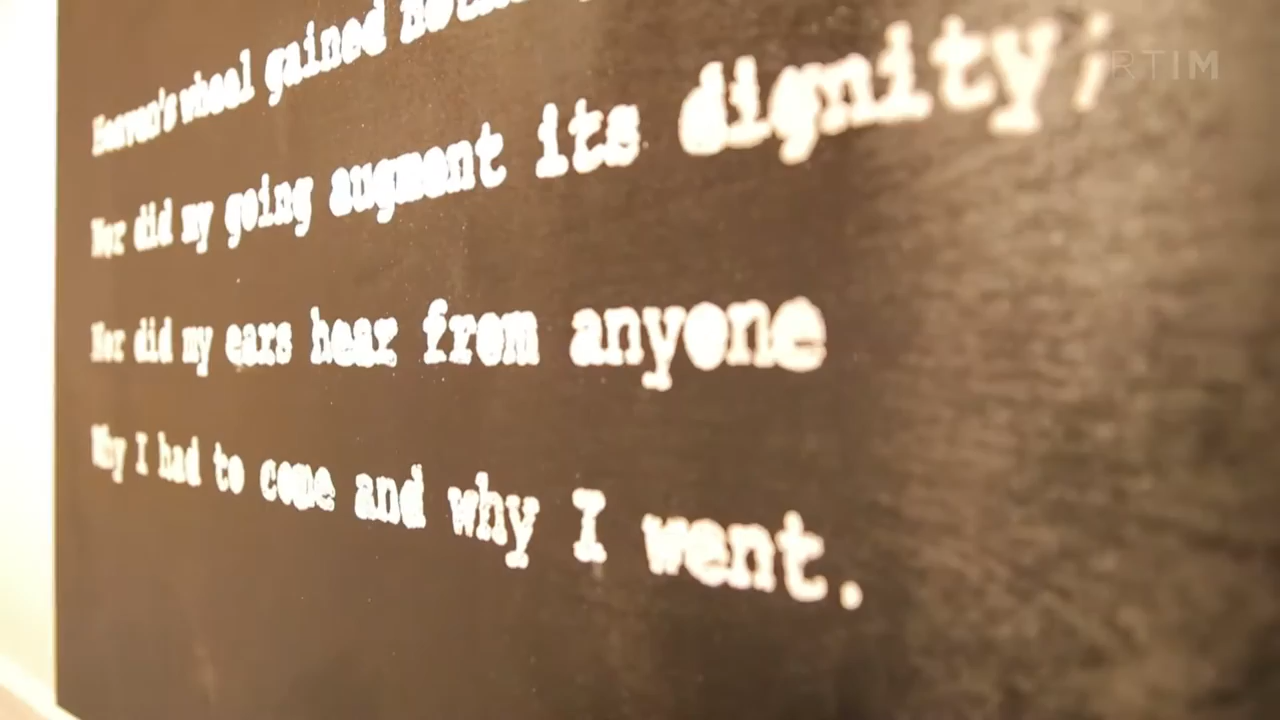 Heaven's wheel gained
Nor did my going augment its dignity;
Nor did my ears hear from anyone
Why I had to come and why I went.
RTIM